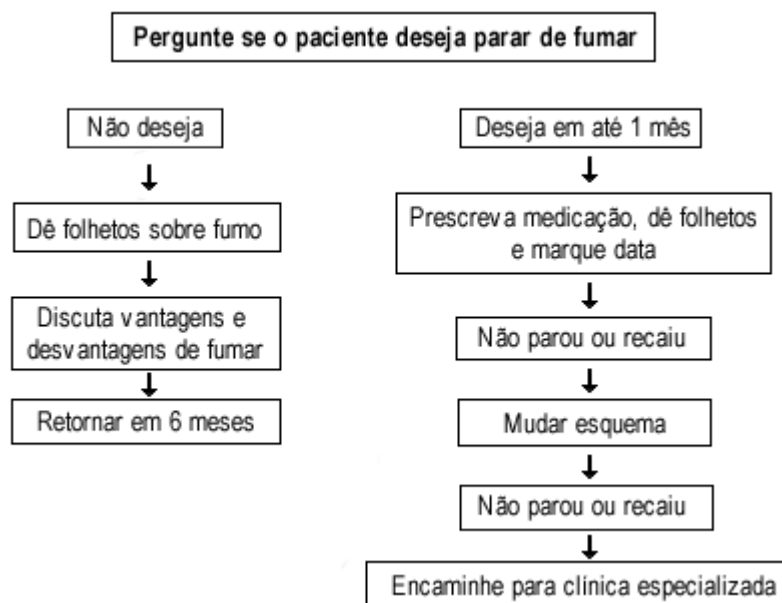 Pergunte se o paciente deseja parar de fumar
Não deseja
Dê folhetos sobre fumo
Discuta vantagens e
desvantagens de fumar
Retornar em 6 meses
Deseja em até 1 mês
Prescreva medicação, dê folhetos
e marque data
Não parou ou recaiu
Mudar esquema
Não parou ou recaiu
Encaminhe para clínica especializada